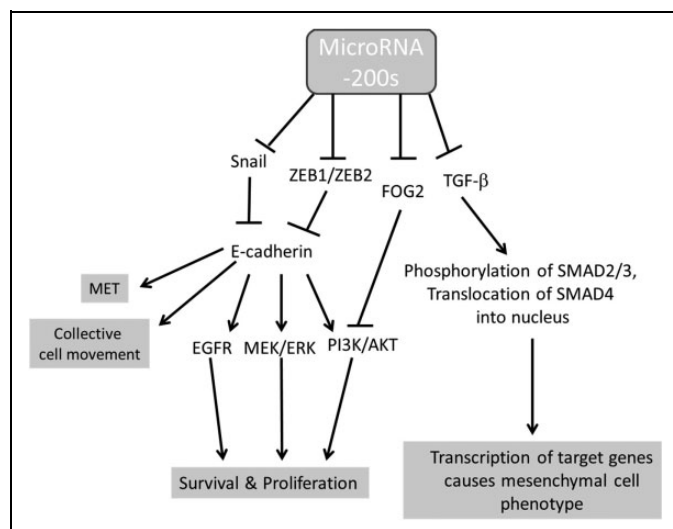 MicroRNA
-200s
Snail
ZEB1/ZEB2
FOG2
TGF-β
E-cadherin
Phosphorylation of SMAD2/3,
Translocation of SMAD4
into nucleus
MET
Collective
cell movement
EGFR
MEK/ERK
PI3K/AKT
Survival & Proliferation
Transcription of target genes
causes mesenchymal cell
phenotype